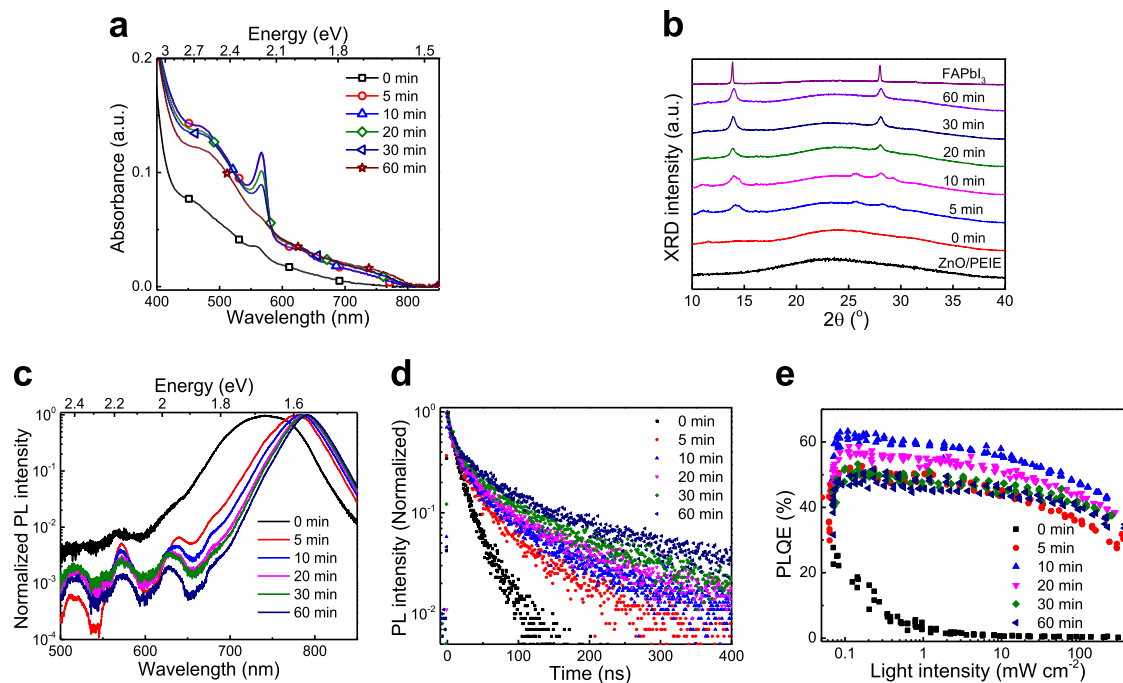 a
Energy (eV)
3 2.7 2.4 2.1 1.8 1.5
0.2
0.1
0.0
Absorbance (a.u.)
0 min
5 min
10 min
20 min
30 min
60 min
400 500 600 700 800
Wavelength (nm)
b
XRD intensity (a.u.)
FAPbI3
60 min
30 min
20 min
10 min
5 min
0 min
ZnO/PEIE
10 15 20 25 30 35 40
2θ (o)
c
Energy (eV)
2.4 2.2 2 1.8 1.6
10^0
10^-1
10^-2
10^-3
10^-4
Normalized PL intensity
0 min
5 min
10 min
20 min
30 min
60 min
500 600 700 800
Wavelength (nm)
d
10^0
10^-1
10^-2
PL intensity (Normalized)
0 min
5 min
10 min
20 min
30 min
60 min
0 100 200 300 400
Time (ns)
e
60
40
20
0
PLQE (%)
0 min
5 min
10 min
20 min
30 min
60 min
0.1 1 10 100
Light intensity (mW cm-2)